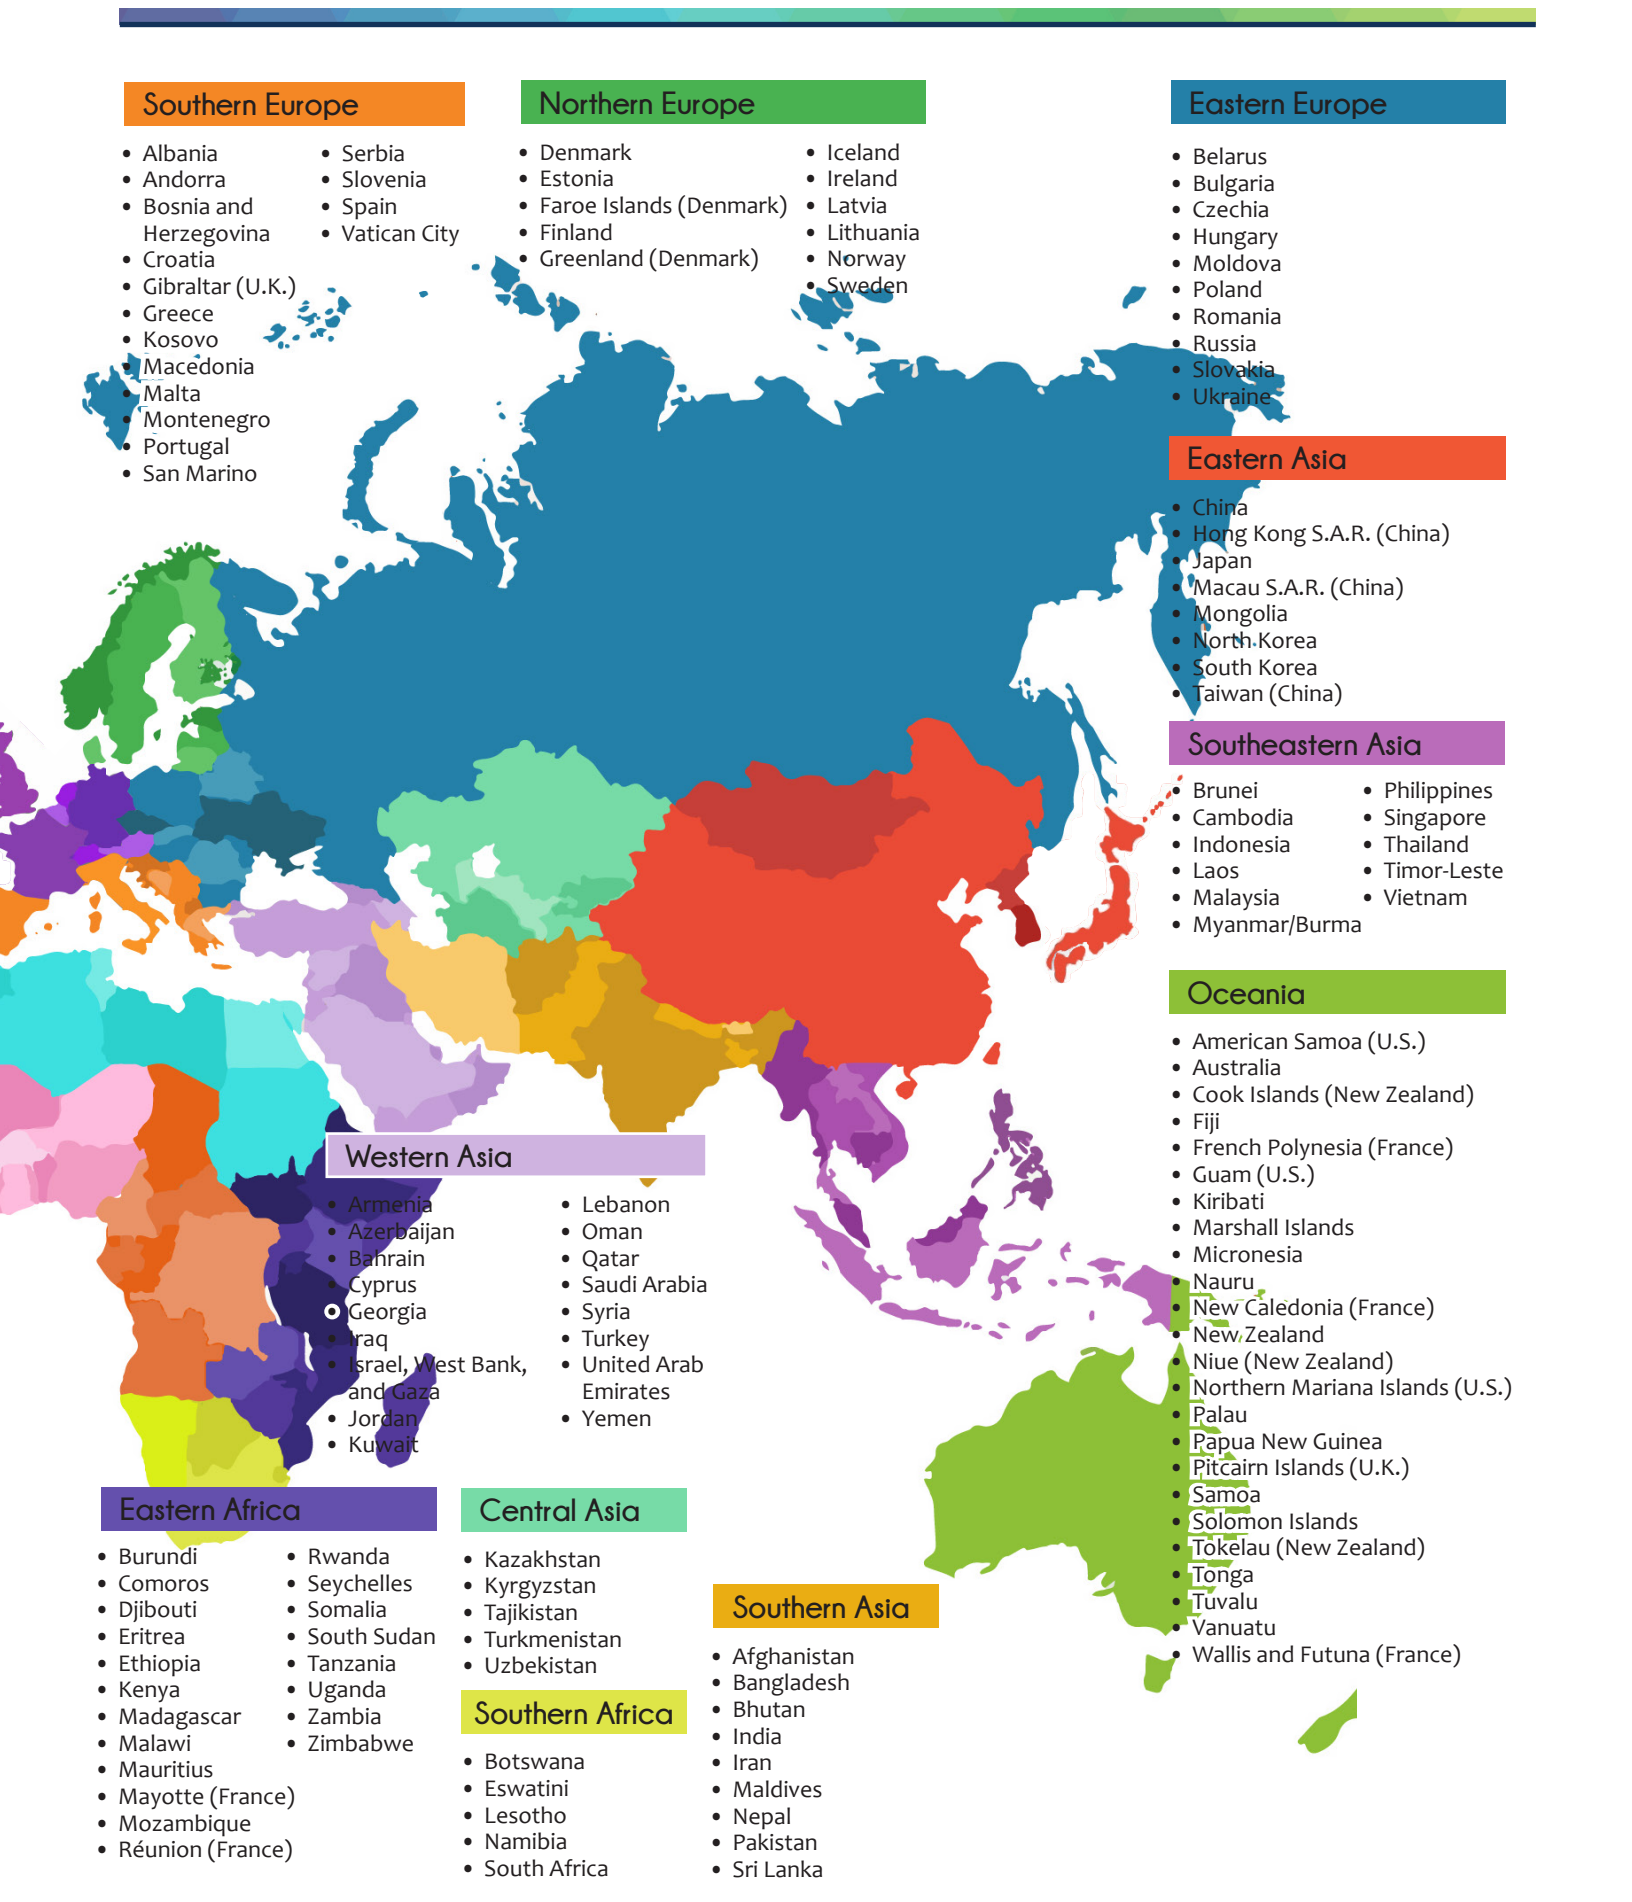 Southern Europe
• Albania
• Andorra
• Bosnia and
Herzegovina
• Croatia
• Gibraltar (U.K.)
• Greece
• Kosovo
• Macedonia
• Malta
• Montenegro
• Portugal
• San Marino
• Serbia
• Slovenia
• Spain
• Vatican City
Northern Europe
• Denmark
• Estonia
• Faroe Islands (Denmark)
• Finland
• Greenland (Denmark)
• Iceland
• Ireland
• Latvia
• Lithuania
• Norway
• Sweden
Eastern Europe
• Belarus
• Bulgaria
• Czechia
• Hungary
• Moldova
• Poland
• Romania
• Russia
• Slovakia
• Ukraine
Eastern Asia
• China
• Hong Kong S.A.R. (China)
• Japan
• Macau S.A.R. (China)
• Mongolia
• North Korea
• South Korea
• Taiwan (China)
Southeastern Asia
• Brunei
• Cambodia
• Indonesia
• Laos
• Malaysia
• Myanmar/Burma
• Philippines
• Singapore
• Thailand
• Timor-Leste
• Vietnam
Oceania
• American Samoa (U.S.)
• Australia
• Cook Islands (New Zealand)
• Fiji
• French Polynesia (France)
• Guam (U.S.)
• Kiribati
• Marshall Islands
• Micronesia
• Nauru
• New Caledonia (France)
• New Zealand
• Niue (New Zealand)
• Northern Mariana Islands (U.S.)
• Palau
• Papua New Guinea
• Pitcairn Islands (U.K.)
• Samoa
• Solomon Islands
• Tokelau (New Zealand)
• Tonga
• Tuvalu
• Vanuatu
• Wallis and Futuna (France)
Western Asia
• Armenia
• Azerbaijan
• Bahrain
• Cyprus
• Georgia
• Iraq
• Israel, West Bank,
and Gaza
• Jordan
• Kuwait
• Lebanon
• Oman
• Qatar
• Saudi Arabia
• Syria
• Turkey
• United Arab
Emirates
• Yemen
Eastern Africa
• Burundi
• Comoros
• Djibouti
• Eritrea
• Ethiopia
• Kenya
• Madagascar
• Malawi
• Mauritius
• Mayotte (France)
• Mozambique
• Réunion (France)
• Rwanda
• Seychelles
• Somalia
• South Sudan
• Tanzania
• Uganda
• Zambia
• Zimbabwe
Central Asia
• Kazakhstan
• Kyrgyzstan
• Tajikistan
• Turkmenistan
• Uzbekistan
Southern Africa
• Botswana
• Eswatini
• Lesotho
• Namibia
• South Africa
Southern Asia
• Afghanistan
• Bangladesh
• Bhutan
• India
• Iran
• Maldives
• Nepal
• Pakistan
• Sri Lanka